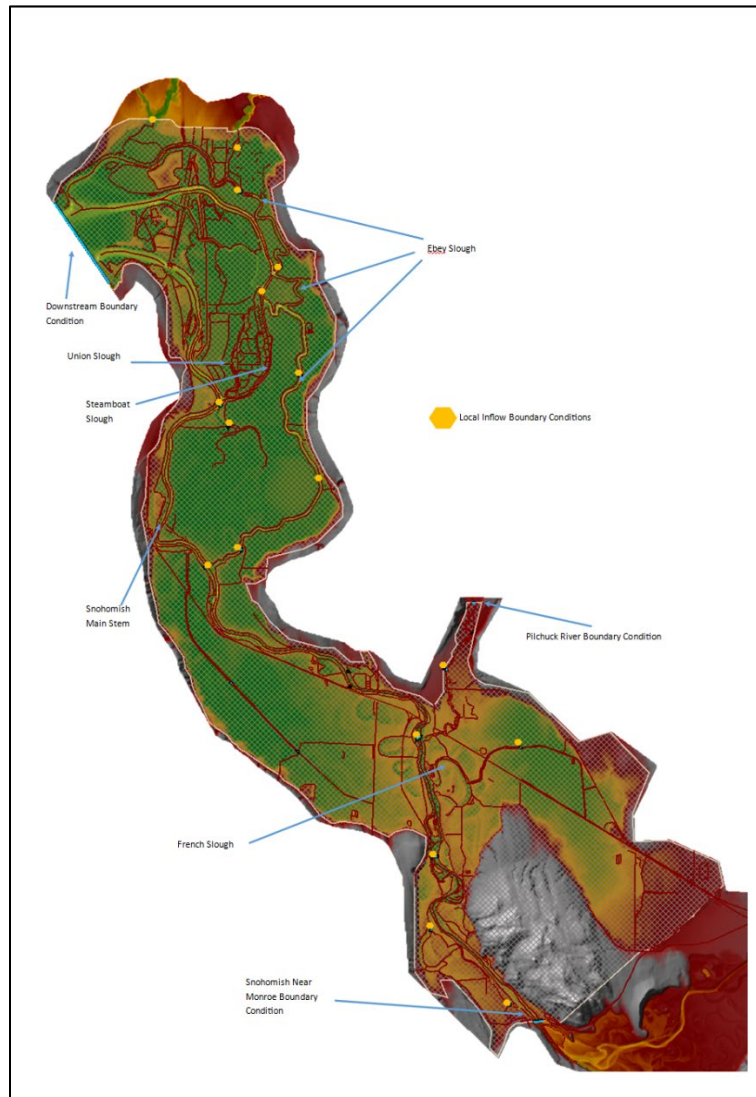 Ebey Slough
Downstream Boundary
Condition
Union Slough
Steamboat
Slough
Local Inflow Boundary Conditions
Snohomish
Main Stem
Pilchuck River Boundary Condition
French Slough
Snohomish Near
Monroe Boundary
Condition